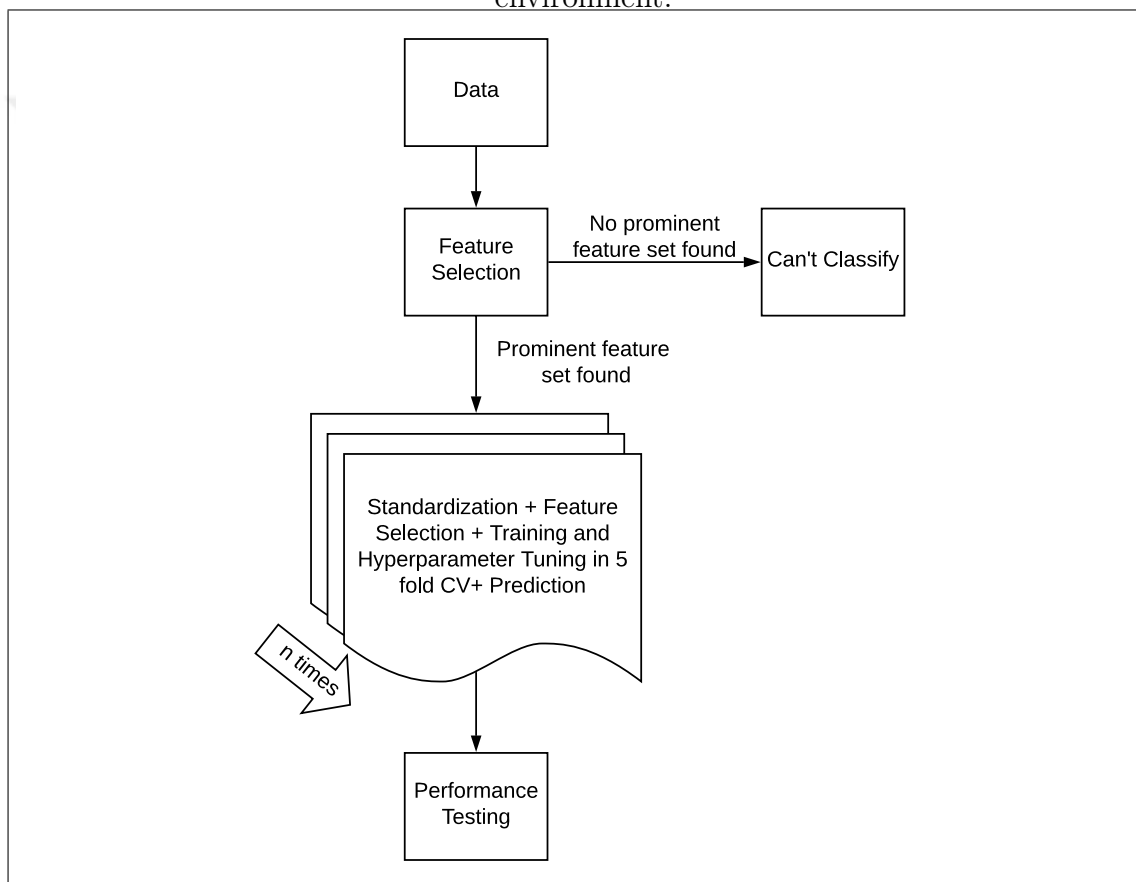 environment.
Data
Feature
Selection
No prominent
feature set found
Can't Classify
Prominent feature
set found
Standardization + Feature
Selection + Training and
Hyperparameter Tuning in 5
fold CV+ Prediction
n times
Performance
Testing